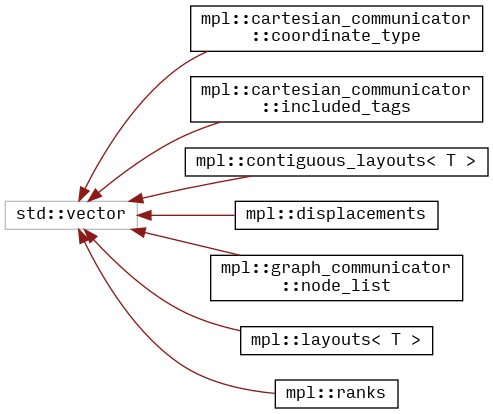 mpl::cartesian_communicator
::coordinate_type
mpl::cartesian_communicator
::included_tags
mpl::contiguous_layouts< T >
std::vector
mpl::displacements
mpl::graph_communicator
::node_list
mpl::layouts< T >
mpl::ranks